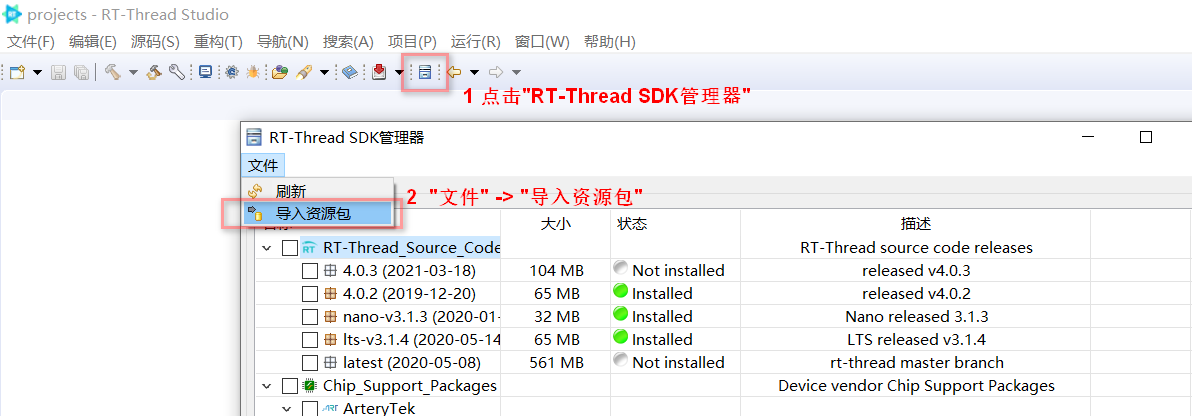 projects - RT-Thread Studio
文件(F) 编辑(E) 源码(S) 重构(T) 导航(N) 搜索(A) 项目(P) 运行(R) 窗口(W) 帮助(H)
1 点击"RT-Thread SDK管理器"
RT-Thread SDK管理器
文件
刷新
2 "文件" -> "导入资源包"
导入资源包
大小 状态 描述
RT-Thread_Source_Code RT-Thread source code releases
4.0.3 (2021-03-18) 104 MB Not installed released v4.0.3
4.0.2 (2019-12-20) 65 MB Installed released v4.0.2
nano-v3.1.3 (2020-01- 32 MB Installed Nano released 3.1.3
lts-v3.1.4 (2020-05-14 65 MB Installed LTS released v3.1.4
latest (2020-05-08) 561 MB Not installed rt-thread master branch
Chip_Support_Packages Device vendor Chip Support Packages
ArteryTek